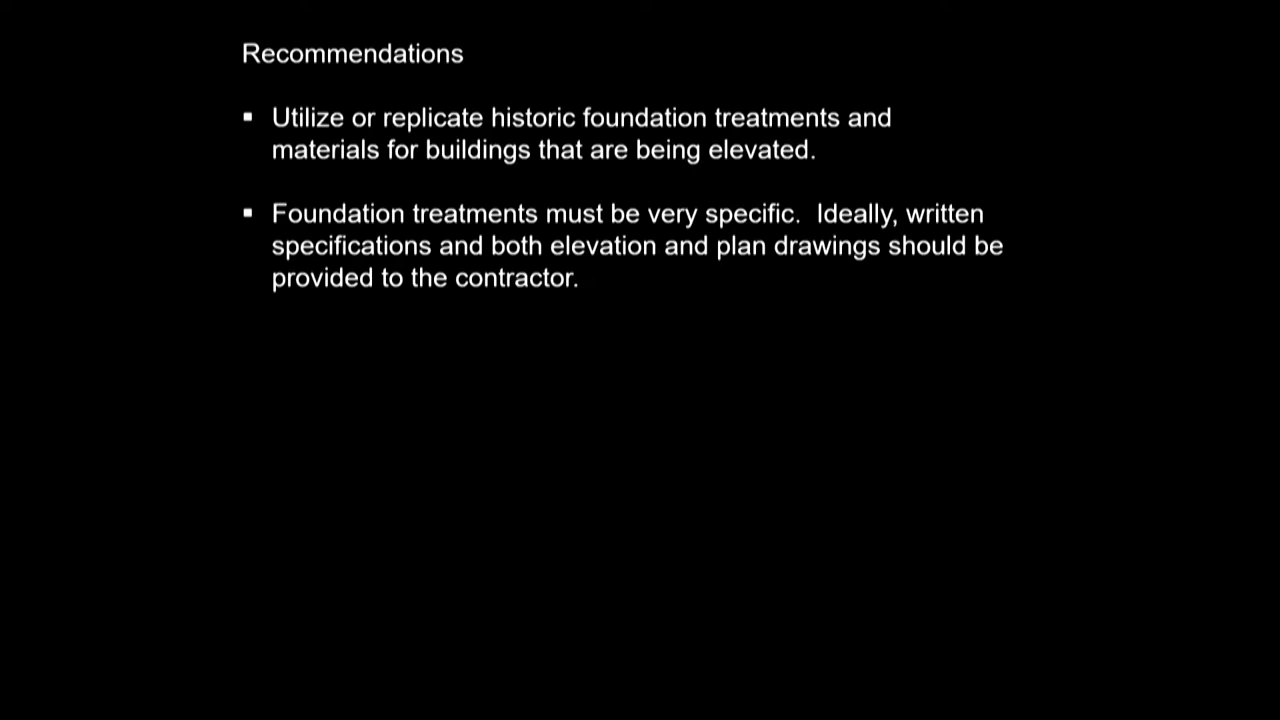 Recommendations
▪ Utilize or replicate historic foundation treatments and
materials for buildings that are being elevated.
▪ Foundation treatments must be very specific.  Ideally, written
specifications and both elevation and plan drawings should be
provided to the contractor.